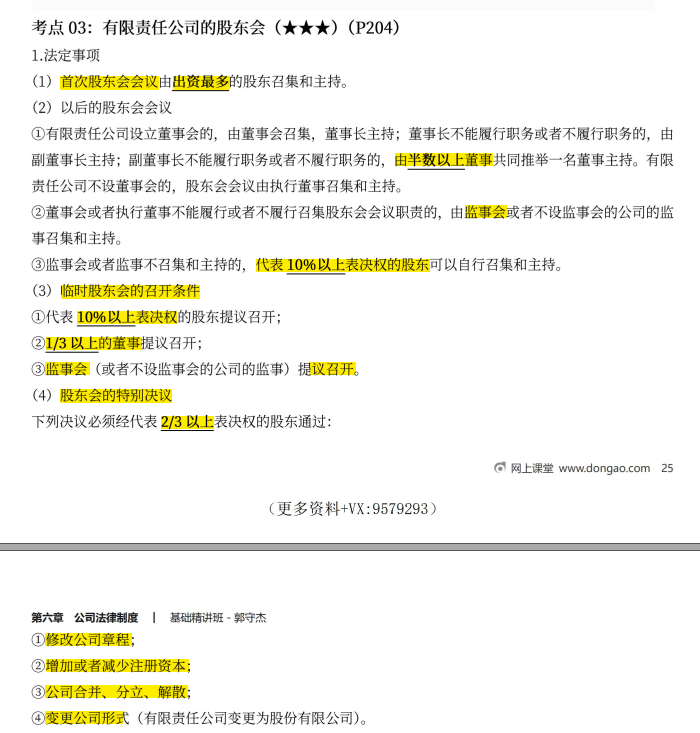 考点 03：有限责任公司的股东会（★★★）（P204）
1.法定事项
（1）首次股东会会议由出资最多的股东召集和主持。
（2）以后的股东会会议
①有限责任公司设立董事会的，由董事会召集，董事长主持；董事长不能履行职务或者不履行职务的，由
副董事长主持；副董事长不能履行职务或者不履行职务的，由半数以上董事共同推举一名董事主持。有限
责任公司不设董事会的，股东会会议由执行董事召集和主持。
②董事会或者执行董事不能履行或者不履行召集股东会会议职责的，由监事会或者不设监事会的公司的监
事召集和主持。
③监事会或者监事不召集和主持的，代表 10%以上表决权的股东可以自行召集和主持。
（3）临时股东会的召开条件
①代表 10%以上表决权的股东提议召开；
②1/3 以上的董事提议召开；
③监事会（或者不设监事会的公司的监事）提议召开。
（4）股东会的特别决议
下列决议必须经代表 2/3 以上表决权的股东通过：
网上课堂 www.dongao.com 25
（更多资料+VX:9579293）
第六章 公司法律制度 | 基础精讲班 - 郭守杰
①修改公司章程；
②增加或者减少注册资本；
③公司合并、分立、解散；
④变更公司形式（有限责任公司变更为股份有限公司）。